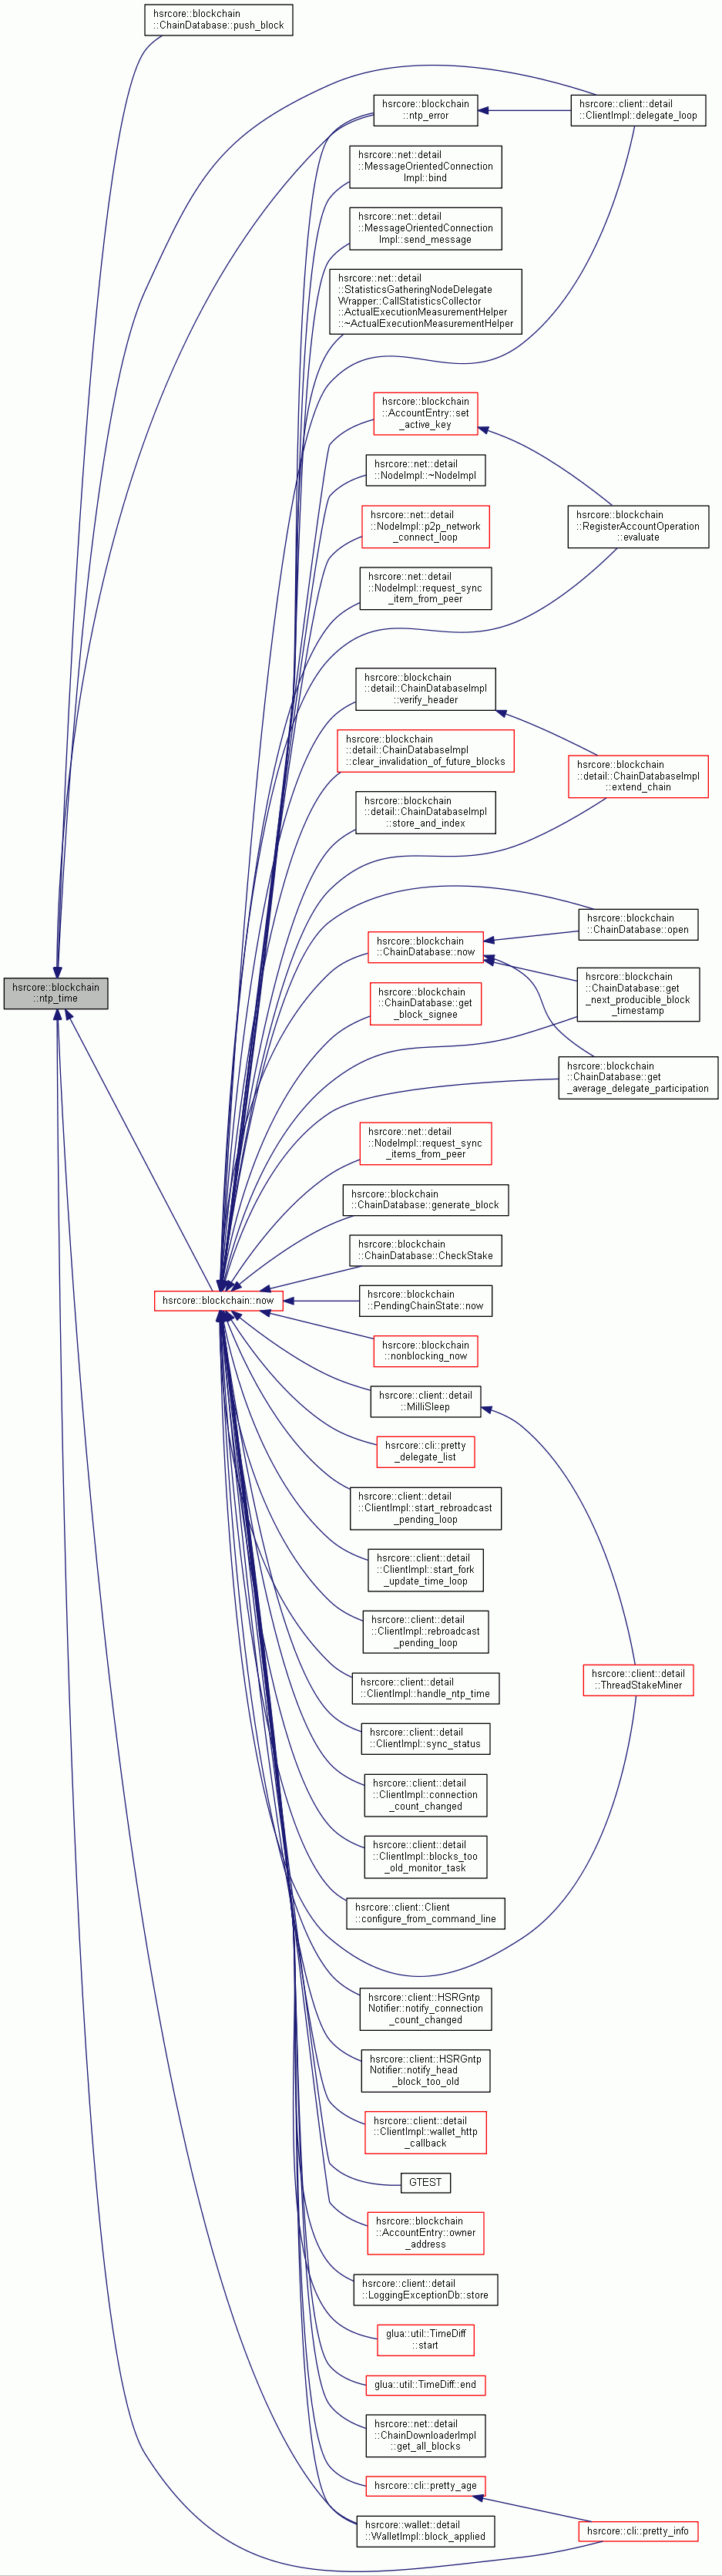 hsrcore::blockchain
::ChainDatabase::push_block
hsrcore::blockchain
::ntp_error
hsrcore::client::detail
::ClientImpl::delegate_loop
hsrcore::net::detail
::MessageOrientedConnection
Impl::bind
hsrcore::net::detail
::MessageOrientedConnection
Impl::send_message
hsrcore::net::detail
::StatisticsGatheringNodeDelegate
Wrapper::CallStatisticsCollector
::ActualExecutionMeasurementHelper
::~ActualExecutionMeasurementHelper
hsrcore::blockchain
::AccountEntry::set
_active_key
hsrcore::net::detail
::NodeImpl::~NodeImpl
hsrcore::net::detail
::NodeImpl::p2p_network
_connect_loop
hsrcore::blockchain
::RegisterAccountOperation
::evaluate
hsrcore::net::detail
::NodeImpl::request_sync
_item_from_peer
hsrcore::blockchain
::detail::ChainDatabaseImpl
::verify_header
hsrcore::blockchain
::detail::ChainDatabaseImpl
::clear_invalidation_of_future_blocks
hsrcore::blockchain
::detail::ChainDatabaseImpl
::extend_chain
hsrcore::blockchain
::detail::ChainDatabaseImpl
::store_and_index
hsrcore::blockchain
::ChainDatabase::open
hsrcore::blockchain
::ChainDatabase::now
hsrcore::blockchain
::ChainDatabase::get
_next_producible_block
_timestamp
hsrcore::blockchain
::ntp_time
hsrcore::blockchain
::ChainDatabase::get
_block_signee
hsrcore::blockchain
::ChainDatabase::get
_average_delegate_participation
hsrcore::net::detail
::NodeImpl::request_sync
_items_from_peer
hsrcore::blockchain
::ChainDatabase::generate_block
hsrcore::blockchain
::ChainDatabase::CheckStake
hsrcore::blockchain::now
hsrcore::blockchain
::PendingChainState::now
hsrcore::blockchain
::nonblocking_now
hsrcore::client::detail
::MilliSleep
hsrcore::cli::pretty
_delegate_list
hsrcore::client::detail
::ClientImpl::start_rebroadcast
_pending_loop
hsrcore::client::detail
::ClientImpl::start_fork
_update_time_loop
hsrcore::client::detail
::ClientImpl::rebroadcast
_pending_loop
hsrcore::client::detail
::ClientImpl::handle_ntp_time
hsrcore::client::detail
::ThreadStakeMiner
hsrcore::client::detail
::ClientImpl::sync_status
hsrcore::client::detail
::ClientImpl::connection
_count_changed
hsrcore::client::detail
::ClientImpl::blocks_too
_old_monitor_task
hsrcore::client::Client
::configure_from_command_line
hsrcore::client::HSRGntp
Notifier::notify_connection
_count_changed
hsrcore::client::HSRGntp
Notifier::notify_head
_block_too_old
hsrcore::client::detail
::ClientImpl::wallet_http
_callback
GTEST
hsrcore::blockchain
::AccountEntry::owner
_address
hsrcore::client::detail
::LoggingExceptionDb::store
glua::util::TimeDiff
::start
glua::util::TimeDiff::end
hsrcore::net::detail
::ChainDownloaderImpl
::get_all_blocks
hsrcore::cli::pretty_age
hsrcore::wallet::detail
::WalletImpl::block_applied
hsrcore::cli::pretty_info